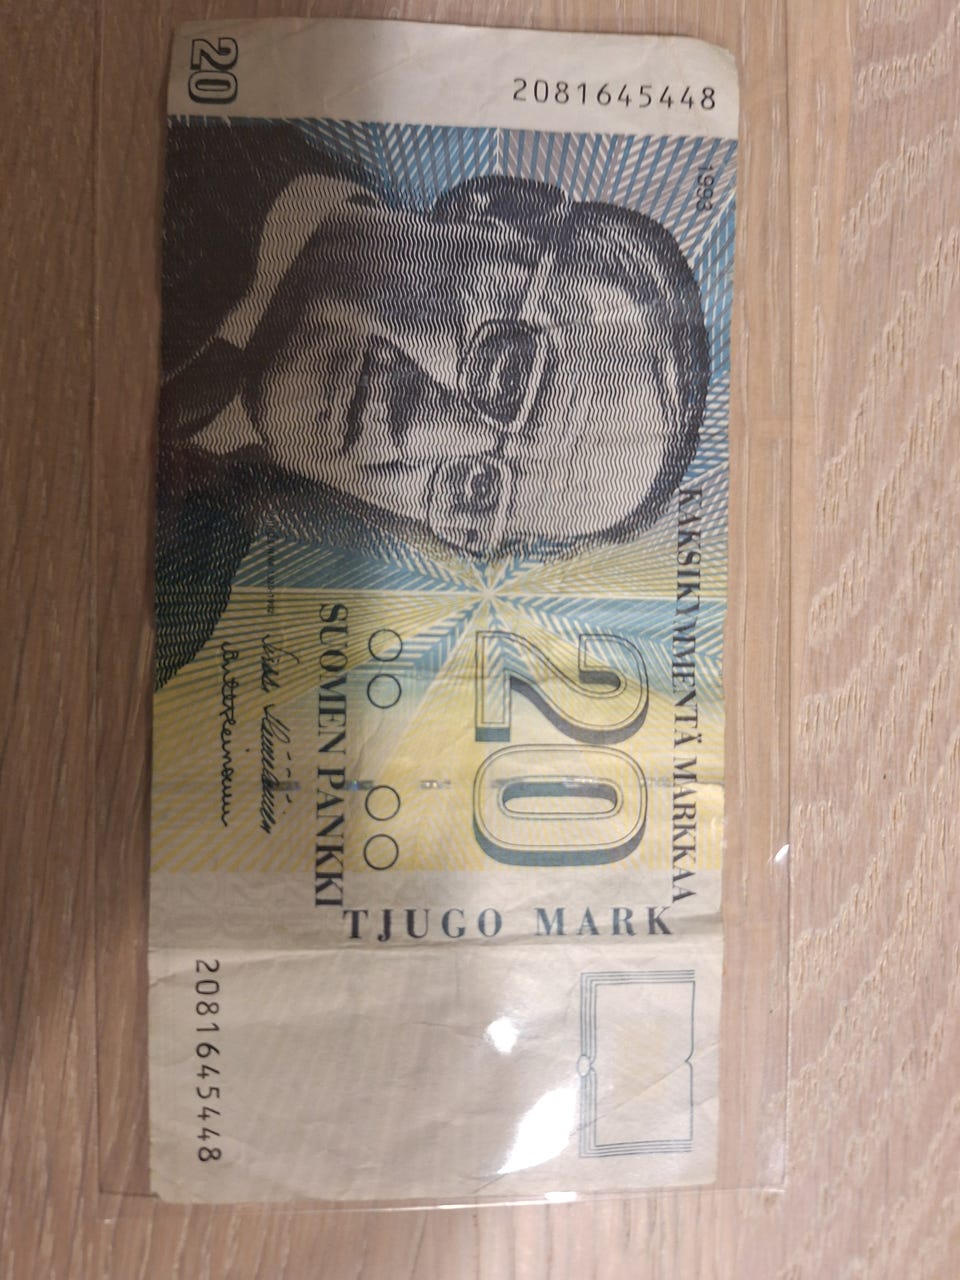 20
2081645448
1993
KAKSIKYMMENTÄ MARKKAA
20
SUOMEN PANKKI
TJUGO MARK
2081645448